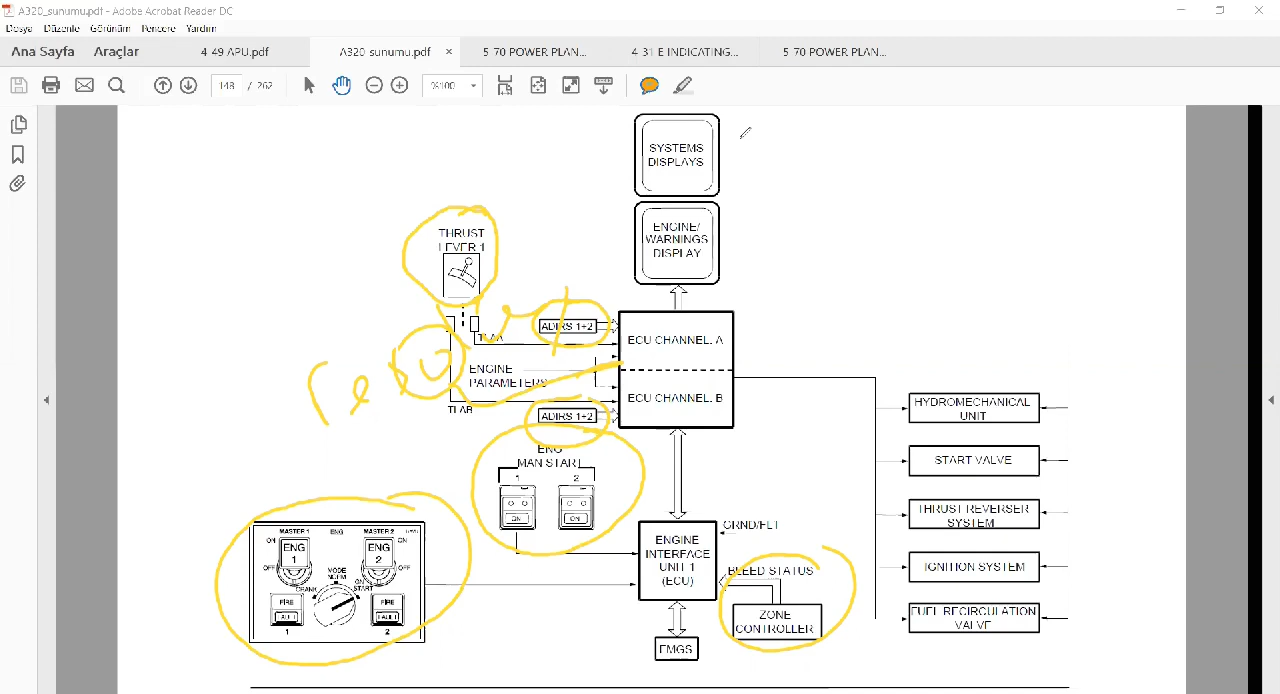 A320_sunumu.pdf - Adobe Acrobat Reader DC
Dosya Düzenle Görünüm Pencere Yardım
Ana Sayfa Araçlar 4-49 APU.pdf A320-sunumu.pdf × 5-70 POWER PLAN... 4-31 E INDICATING... 5-70 POWER PLAN...
148 / 262 %100
SYSTEMS
DISPLAYS
ENGINE/
WARNINGS
DISPLAY
THRUST
LEVER 1
TLAA
ADIRS 1+2
ECU CHANNEL. A
ENGINE
PARAMETERS
ECU CHANNEL. B
TLAB
ADIRS 1+2
HYDROMECHANICAL
UNIT
START VALVE
THRUST REVERSER
SYSTEM
IGNITION SYSTEM
FUEL RECIRCULATION
VALVE
ENG
MAN START
1 2
ON ON
GRND/FLT
ENGINE
INTERFACE
UNIT 1
(ECU)
BLEED STATUS
ZONE
CONTROLLER
FMGS
MASTER 1 ENG MASTER 2
ON ENG 1 ENG 2 ON
OFF OFF
MODE
NORM
CRANK
ON
START
FIRE FIRE
FAULT FAULT
1 2